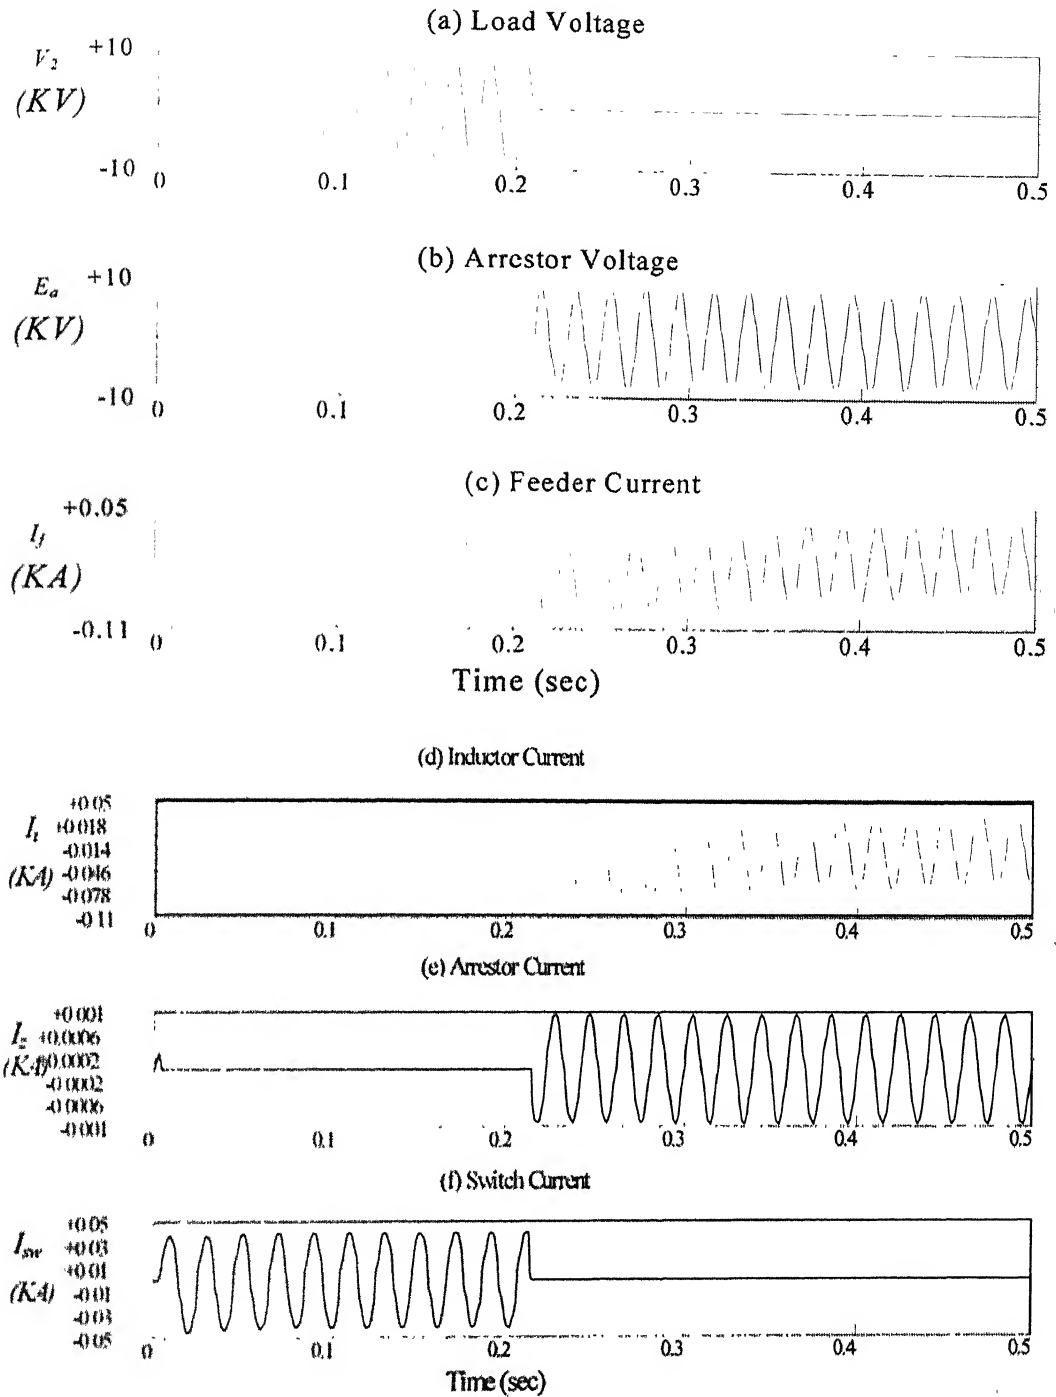 (a) Load Voltage
V2 +10
(KV)
-10
0 0.1 0.2 0.3 0.4 0.5
(b) Arrestor Voltage
Ea +10
(KV)
-10
0 0.1 0.2 0.3 0.4 0.5
(c) Feeder Current
+0.05
If
(KA)
-0.11
0 0.1 0.2 0.3 0.4 0.5
Time (sec)
(d) Inductor Current
+0.05
It +0.018
-0.014
(KA) -0.046
-0.078
-0.11
0 0.1 0.2 0.3 0.4 0.5
(e) Arrestor Current
+0.001
Iz +0.0006
(KA) +0.0002
-0.0002
-0.0006
-0.001
0 0.1 0.2 0.3 0.4 0.5
(f) Switch Current
+0.05
Isw +0.03
+0.01
(KA) -0.01
-0.03
-0.05
0 0.1 0.2 0.3 0.4 0.5
Time (sec)